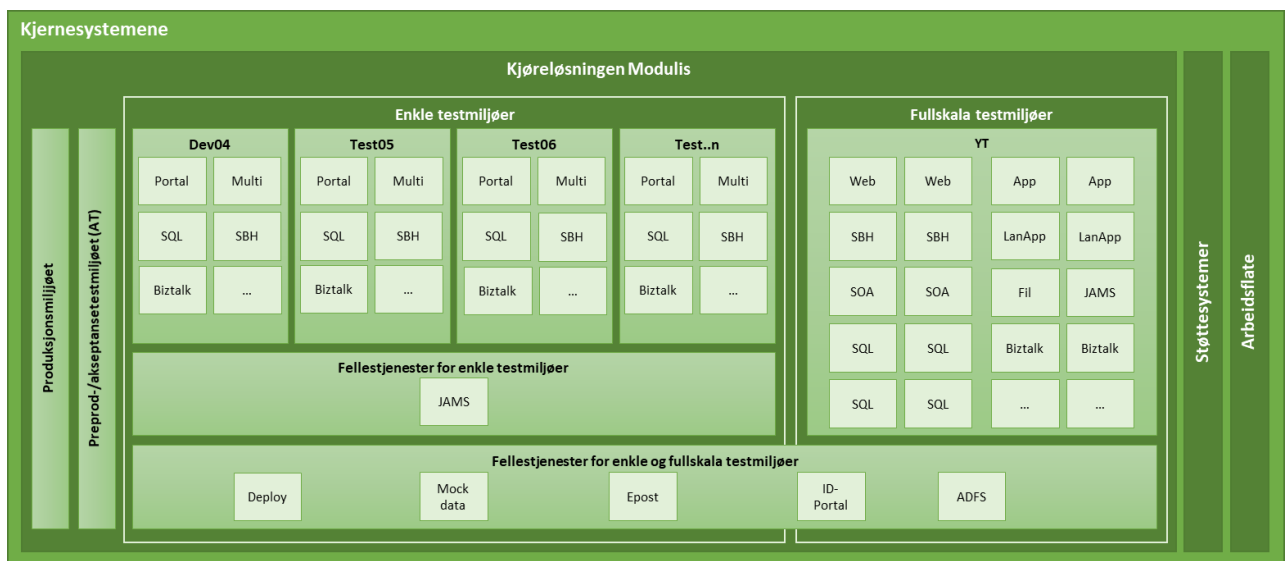 Kjernesystemene
Kjøreløsningen Modulis
Produksjonsmiljøet
Preprod-/akseptansetestmiljøet (AT)
Enkle testmiljøer
Dev04
Portal
Multi
SQL
SBH
Biztalk
...
Test05
Portal
Multi
SQL
SBH
Biztalk
...
Test06
Portal
Multi
SQL
SBH
Biztalk
...
Test..n
Portal
Multi
SQL
SBH
Biztalk
...
Fellestjenester for enkle testmiljøer
JAMS
Fullskala testmiljøer
YT
Web
Web
App
App
SBH
SBH
LanApp
LanApp
SOA
SOA
Fil
JAMS
SQL
SQL
Biztalk
Biztalk
SQL
SQL
...
...
Fellestjenester for enkle og fullskala testmiljøer
Deploy
Mock
data
Epost
ID-
Portal
ADFS
Støttesystemer
Arbeidsflate